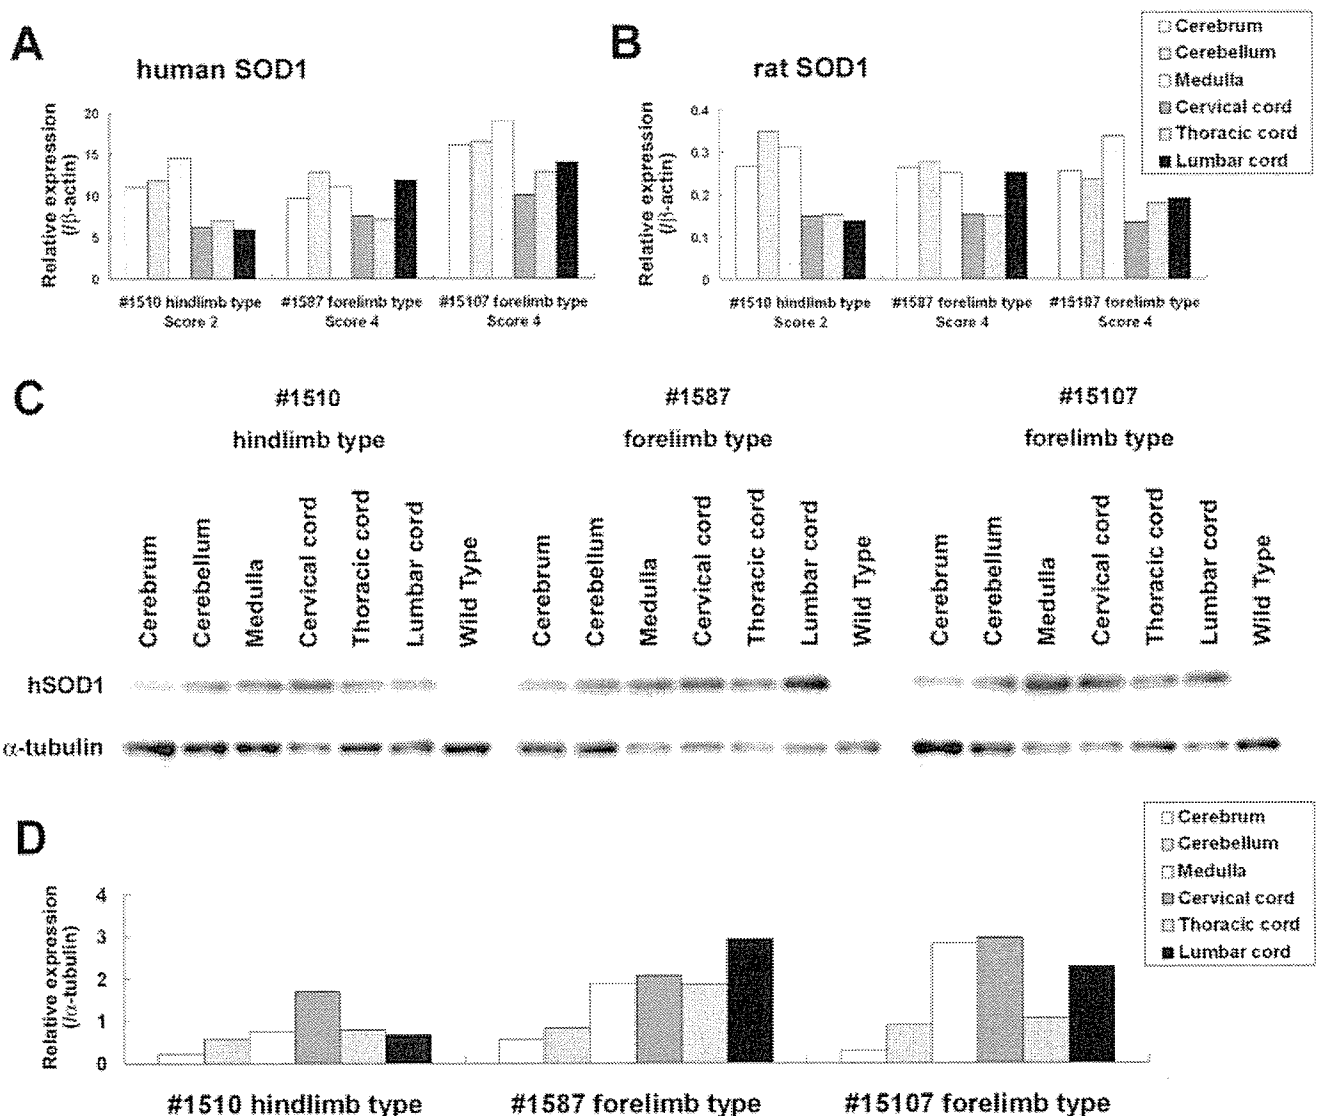 A
human SOD1
Relative expression
(/β-actin)
20
15
10
5
0
#1510 hindlimb type
Score 2
#1587 forelimb type
Score 4
#15107 forelimb type
Score 4
B
rat SOD1
Relative expression
(/β-actin)
0.4
0.3
0.2
0.1
0
#1510 hindlimb type
Score 2
#1587 forelimb type
Score 4
#15107 forelimb type
Score 4
Cerebrum
Cerebellum
Medulla
Cervical cord
Thoracic cord
Lumbar cord
C
#1510
hindlimb type
#1587
forelimb type
#15107
forelimb type
Cerebrum
Cerebellum
Medulla
Cervical cord
Thoracic cord
Lumbar cord
Wild Type
Cerebrum
Cerebellum
Medulla
Cervical cord
Thoracic cord
Lumbar cord
Wild Type
Cerebrum
Cerebellum
Medulla
Cervical cord
Thoracic cord
Lumbar cord
Wild Type
hSOD1
α-tubulin
D
Relative expression
(/α-tubulin)
4
3
2
1
0
#1510 hindlimb type
#1587 forelimb type
#15107 forelimb type
Cerebrum
Cerebellum
Medulla
Cervical cord
Thoracic cord
Lumbar cord